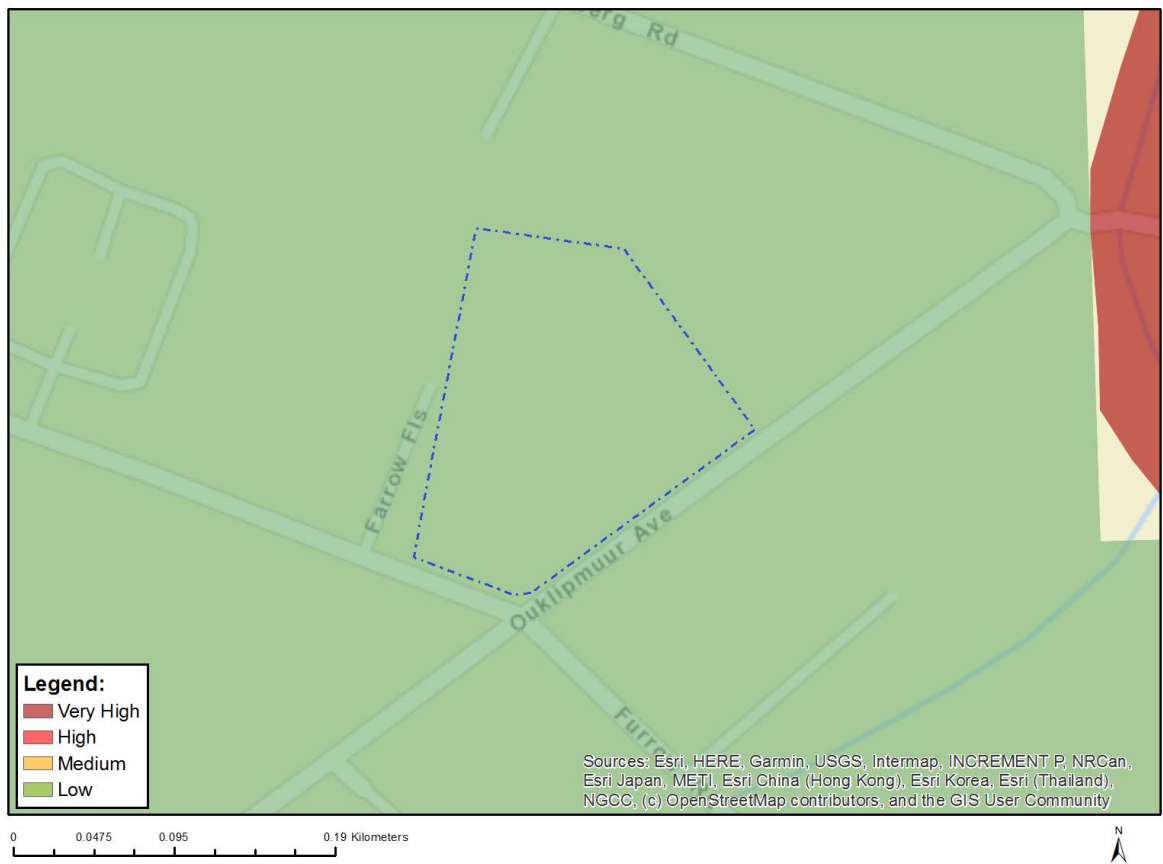 erg Rd
Farrow Fls
Ouklipmuur Ave
Furro
Legend:
Very High
High
Medium
Low
Sources: Esri, HERE, Garmin, USGS, Intermap, INCREMENT P, NRCan,
Esri Japan, METI, Esri China (Hong Kong), Esri Korea, Esri (Thailand),
NGCC, (c) OpenStreetMap contributors, and the GIS User Community
0 0.0475 0.095 0.19 Kilometers
N